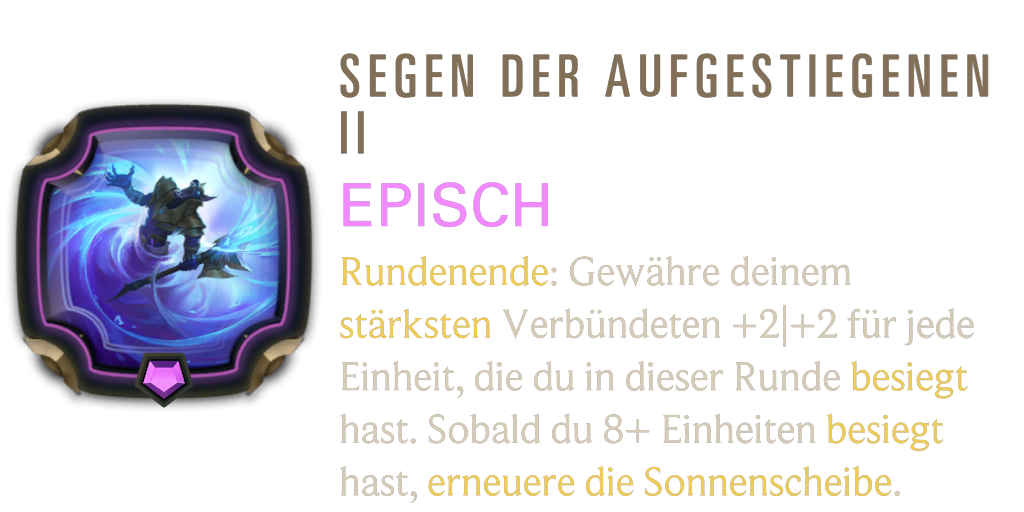 SEGEN DER AUFGESTIEGENEN
II
EPISCH
Rundenende: Gewähre deinem
stärksten Verbündeten +2|+2 für jede
Einheit, die du in dieser Runde besiegt
hast. Sobald du 8+ Einheiten besiegt
hast, erneuere die Sonnenscheibe.